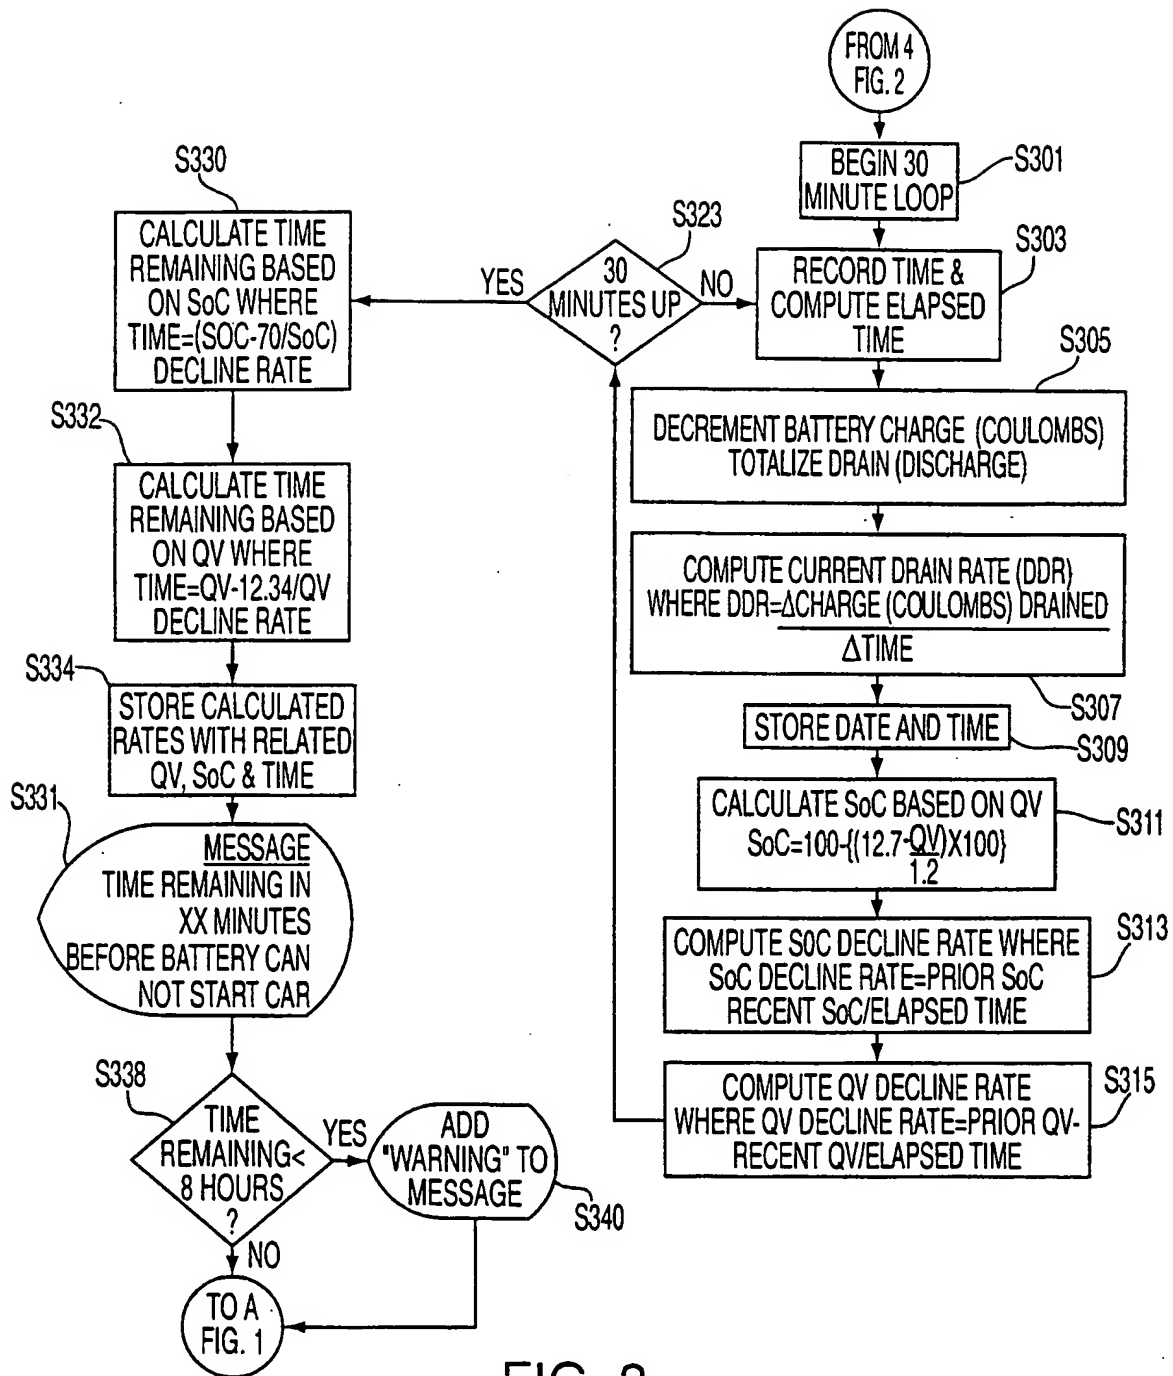 FROM 4
FIG. 2
BEGIN 30
MINUTE LOOP
S301
S303
RECORD TIME &
COMPUTE ELAPSED
TIME
S305
DECREMENT BATTERY CHARGE (COULOMBS)
TOTALIZE DRAIN (DISCHARGE)
COMPUTE CURRENT DRAIN RATE (DDR)
WHERE DDR=ΔCHARGE (COULOMBS) DRAINED
ΔTIME
S307
STORE DATE AND TIME
S309
CALCULATE SoC BASED ON QV
SoC=100-{(12.7-QV)X100}
1.2
S311
COMPUTE SOC DECLINE RATE WHERE
SoC DECLINE RATE=PRIOR SoC
RECENT SoC/ELAPSED TIME
S313
COMPUTE QV DECLINE RATE
WHERE QV DECLINE RATE=PRIOR QV-
RECENT QV/ELAPSED TIME
S315
S323
30
MINUTES UP
?
YES
NO
S330
CALCULATE TIME
REMAINING BASED
ON SoC WHERE
TIME=(SOC-70/SoC)
DECLINE RATE
S332
CALCULATE TIME
REMAINING BASED
ON QV WHERE
TIME=QV-12.34/QV
DECLINE RATE
S334
STORE CALCULATED
RATES WITH RELATED
QV, SoC & TIME
S331
MESSAGE
TIME REMAINING IN
XX MINUTES
BEFORE BATTERY CAN
NOT START CAR
S338
TIME
REMAINING<
8 HOURS
?
YES
NO
ADD
"WARNING" TO
MESSAGE
S340
TO A
FIG. 1